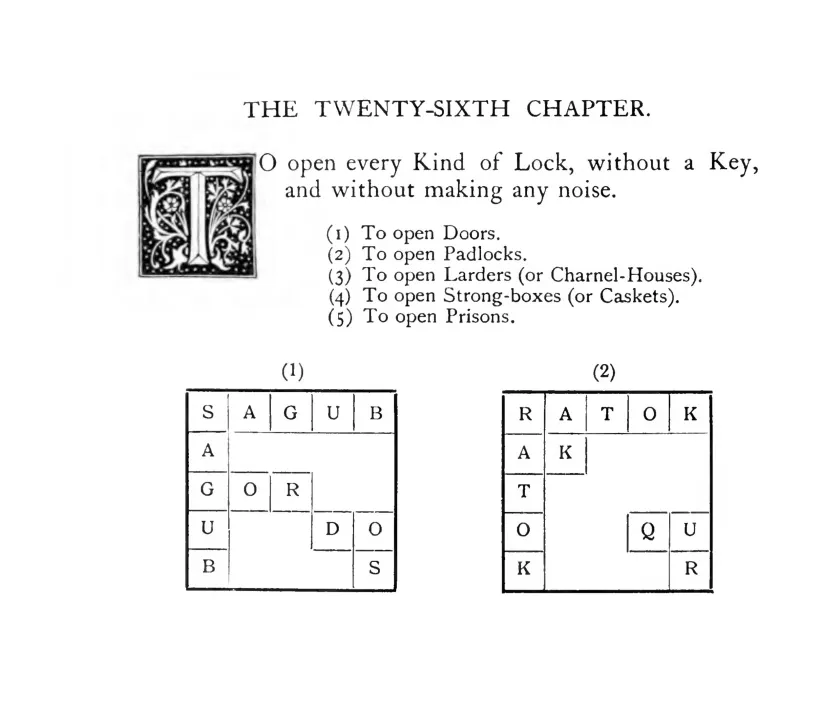 THE TWENTY-SIXTH CHAPTER.
TO open every Kind of Lock, without a Key,
and without making any noise.
(1) To open Doors.
(2) To open Padlocks.
(3) To open Larders (or Charnel-Houses).
(4) To open Strong-boxes (or Caskets).
(5) To open Prisons.
(1)
S A G U B
A
G O R
U D O
B S
(2)
R A T O K
A K
T
O Q U
K R